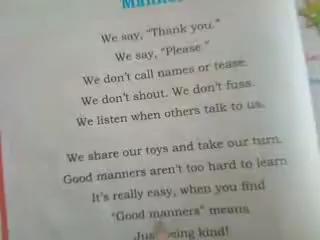 We say, "Thank you."
We say, "Please."
We don't call names or tease.
We don't shout. We don't fuss.
We listen when others talk to us.
We share our toys and take our turn.
Good manners aren't too hard to learn
It's really easy, when you find
"Good manners" means
kind!